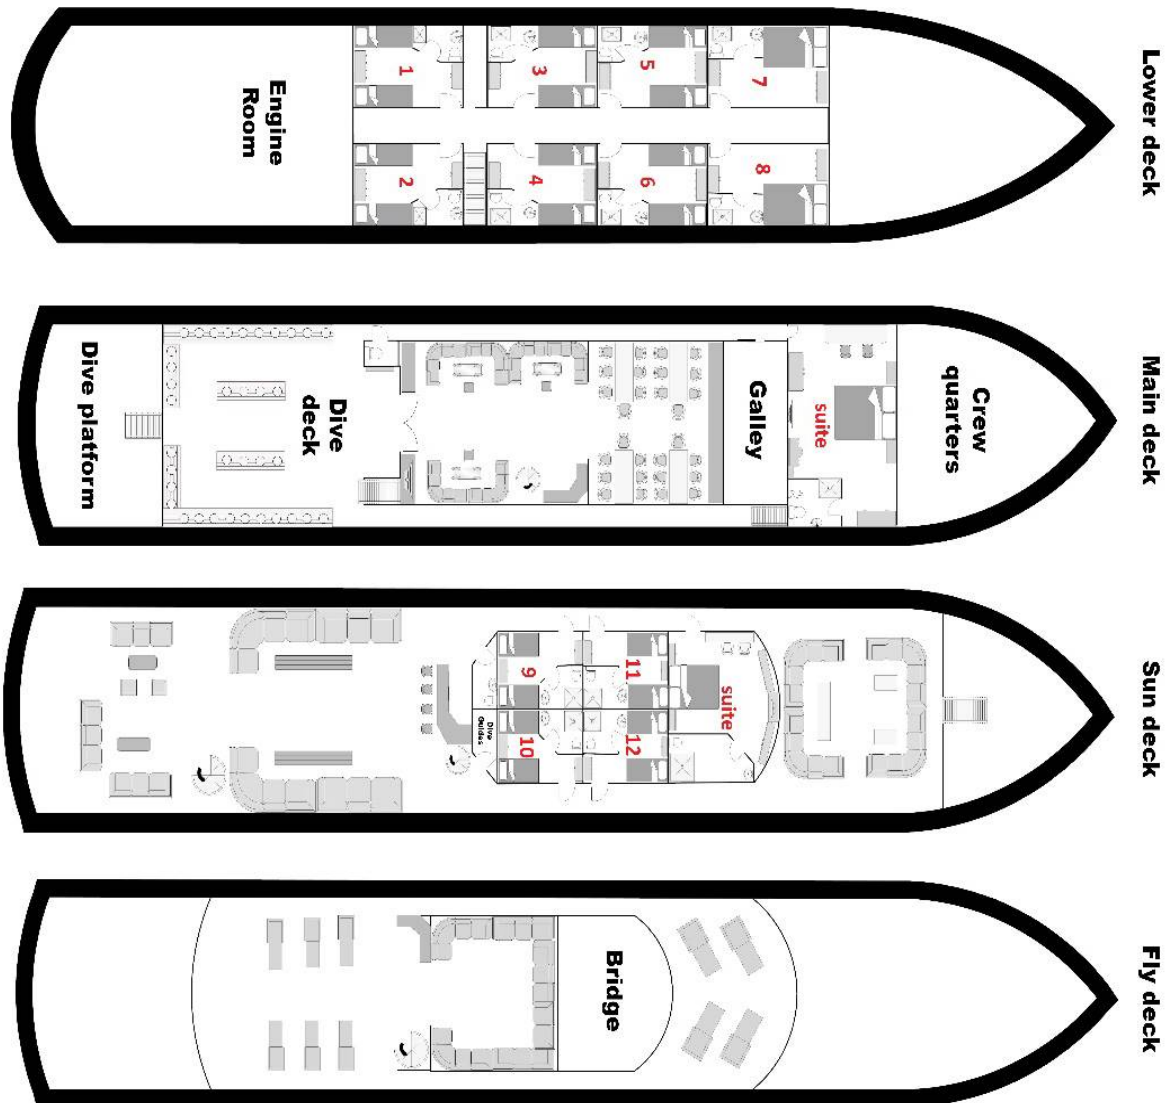 Lower deck
Engine
Room
1
3
5
7
2
4
6
8
Main deck
Dive platform
Dive
deck
Galley
suite
Crew
quarters
Sun deck
9
11
suite
Dive
Guides
10
12
Fly deck
Bridge